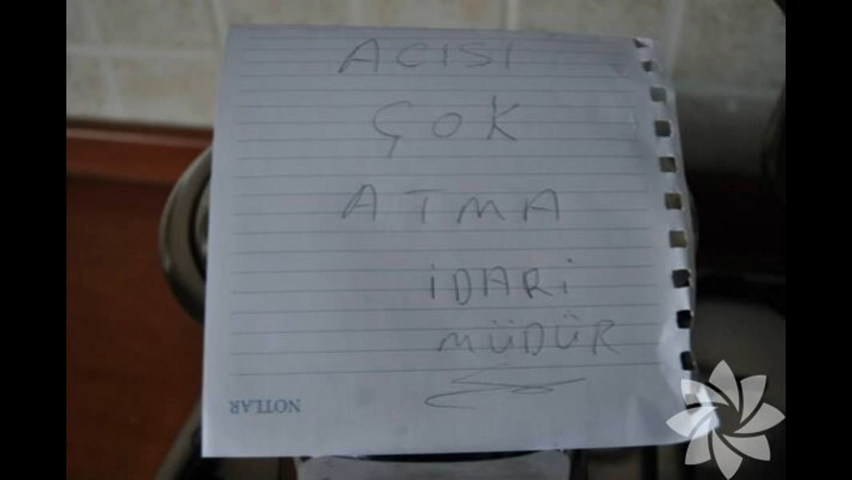 ACISI
ÇOK
ATMA
İDARİ
MÜDÜR
NOTLAR